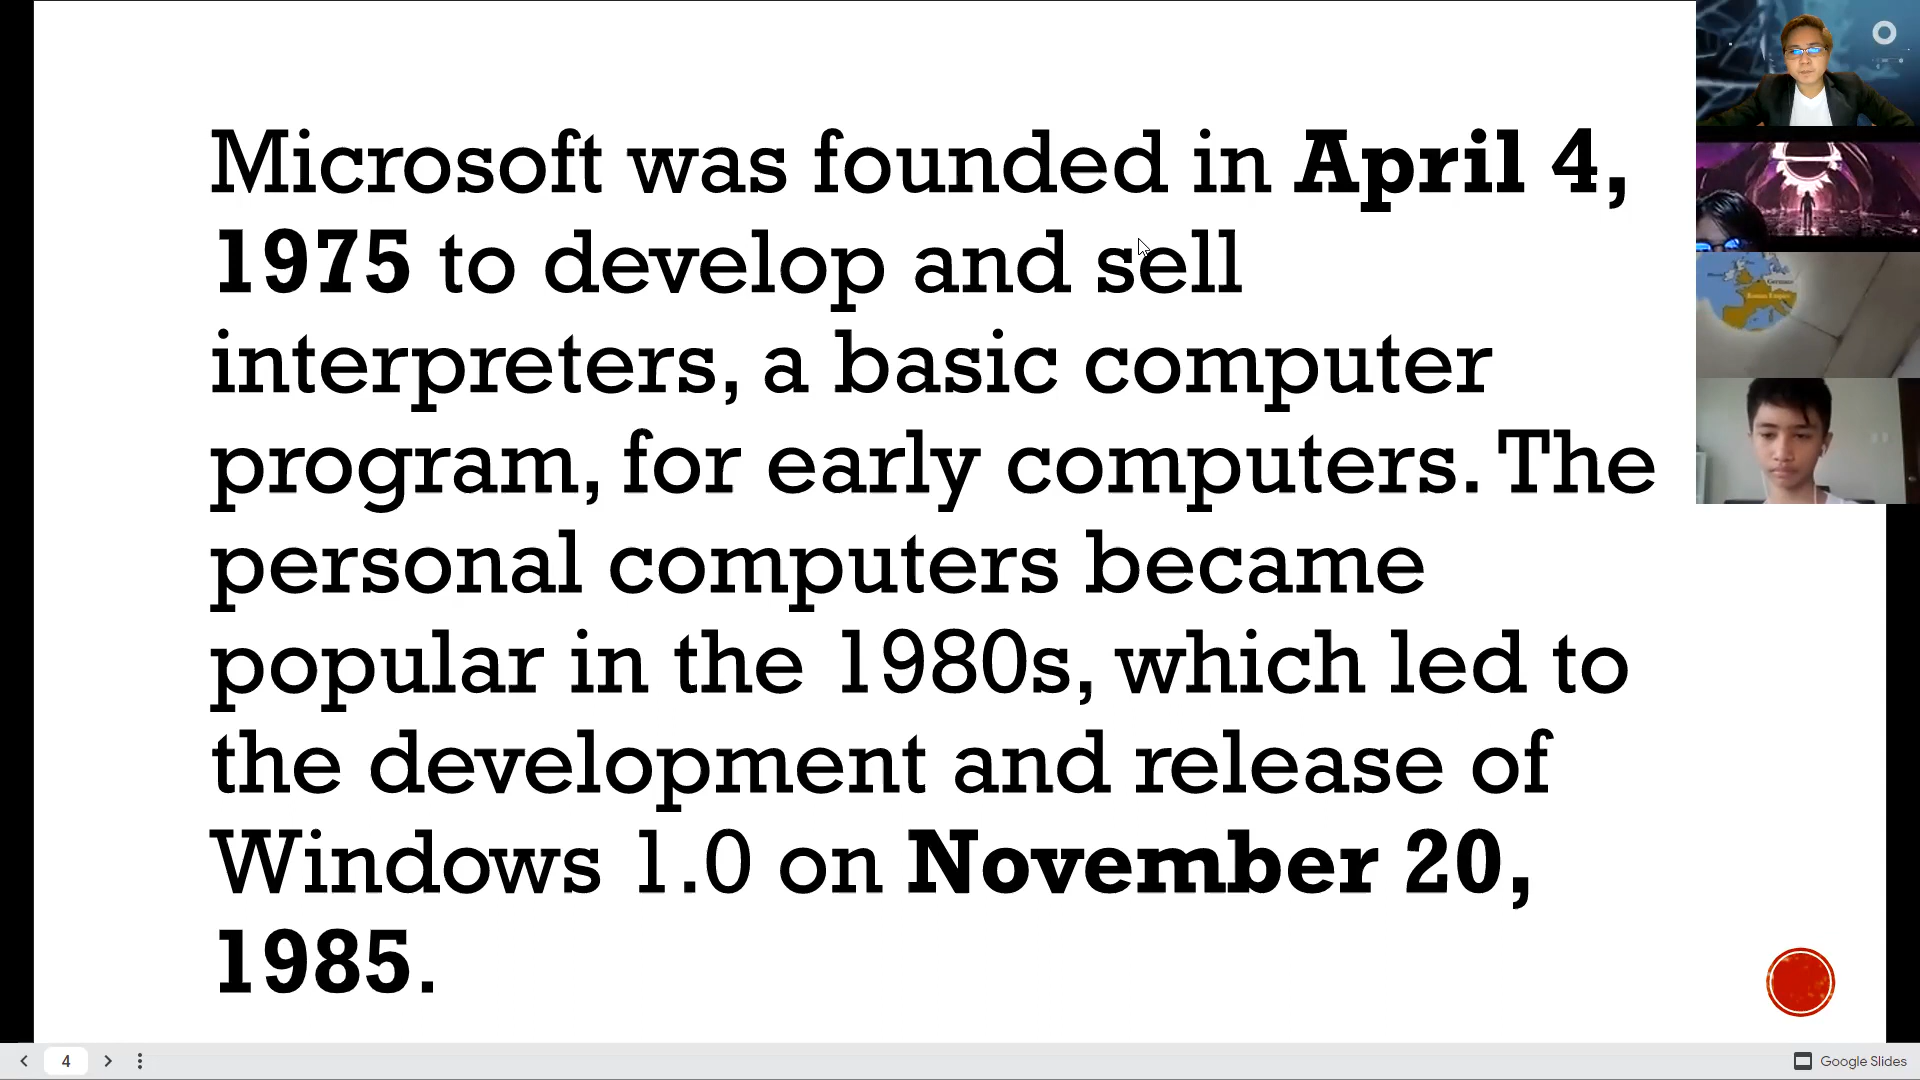 Microsoft was founded in April 4,
1975 to develop and sell
interpreters, a basic computer
program, for early computers. The
personal computers became
popular in the 1980s, which led to
the development and release of
Windows 1.0 on November 20,
1985.
Roman Empire
4
Google Slides